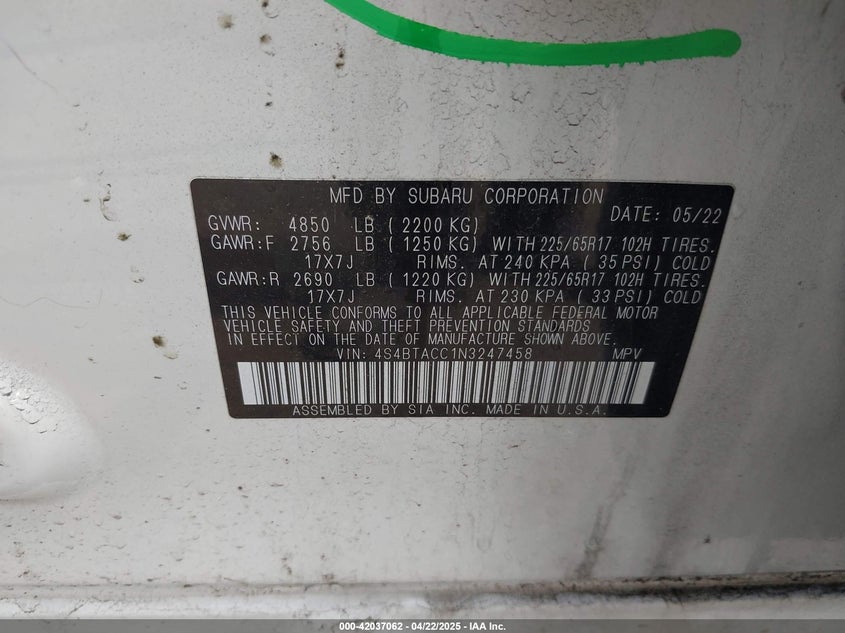 MFD BY SUBARU CORPORATION
GVWR: 4850 LB ( 2200 KG) DATE: 05/22
GAWR:F 2756 LB ( 1250 KG) WITH 225/65R17 102H TIRES.
17X7J RIMS. AT 240 KPA ( 35 PSI) COLD
GAWR:R 2690 LB ( 1220 KG) WITH 225/65R17 102H TIRES.
17X7J RIMS. AT 230 KPA ( 33 PSI) COLD
THIS VEHICLE CONFORMS TO ALL APPLICABLE FEDERAL MOTOR
VEHICLE SAFETY AND THEFT PREVENTION STANDARDS
IN EFFECT ON THE DATE OF MANUFACTURE SHOWN ABOVE.
VIN: 4S4BTACC1N3247458 MPV
ASSEMBLED BY SIA INC. MADE IN U.S.A.
000-42037062 - 04/22/2025 - IAA Inc.